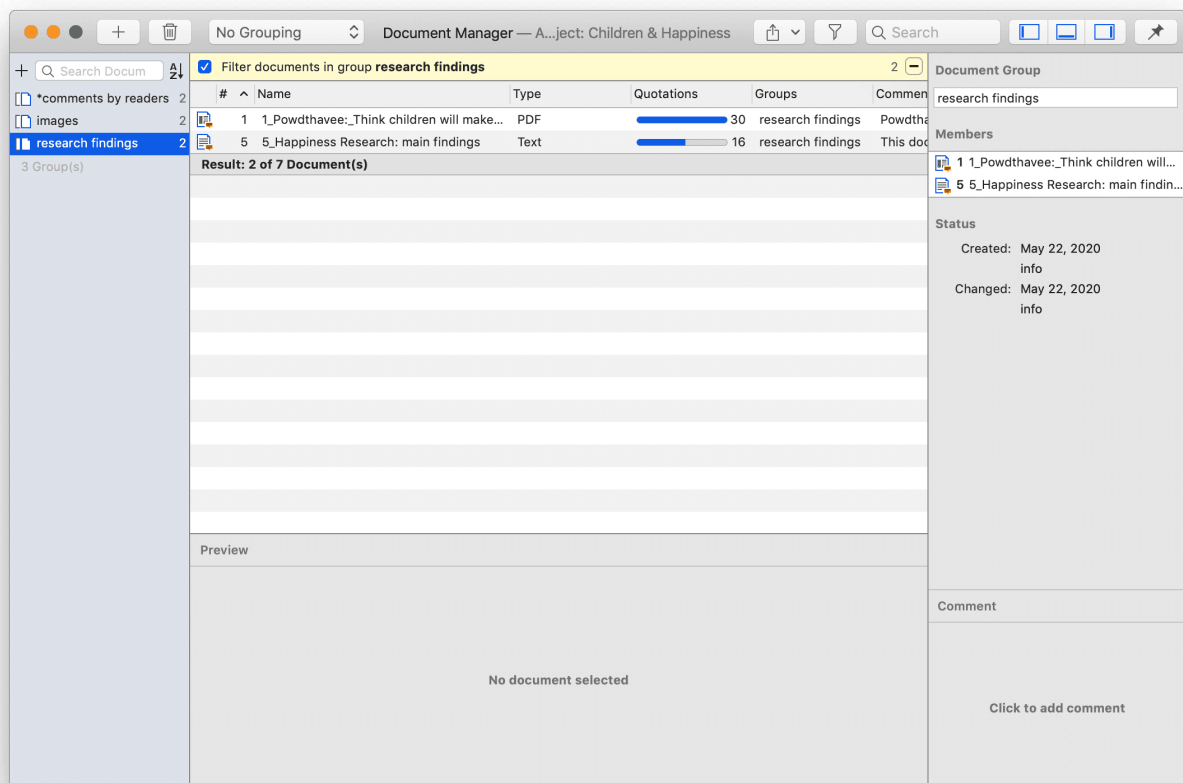 No Grouping
Document Manager — A...ject: Children & Happiness
Search
Search Docum
*comments by readers 2
images 2
research findings 2
3 Group(s)
Filter documents in group research findings 2
# Name Type Quotations Groups Commen
1 1_Powdthavee:_Think children will make... PDF 30 research findings Powdtha
5 5_Happiness Research: main findings Text 16 research findings This doc
Result: 2 of 7 Document(s)
Preview
No document selected
Document Group
research findings
Members
1 1_Powdthavee:_Think children will...
5 5_Happiness Research: main findin...
Status
Created: May 22, 2020
info
Changed: May 22, 2020
info
Comment
Click to add comment